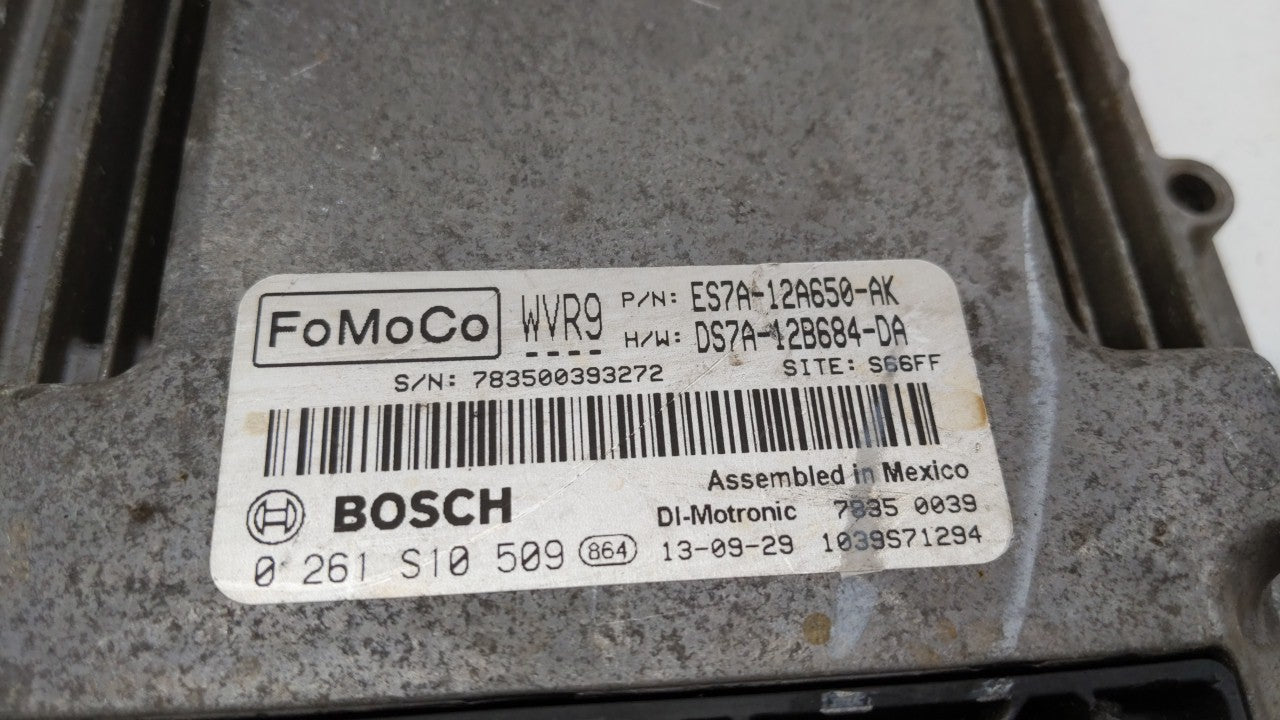 FoMoCo WVR9 P/N: ES7A-12A650-AK
H/W: DS7A-12B684-DA
S/N: 783500393272 SITE: S66FF
Assembled in Mexico
BOSCH DI-Motronic 7835 0039
0 261 S10 509 864 13-09-29 1039S71294